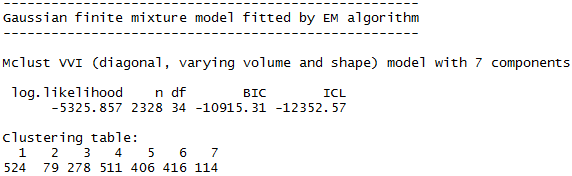 ----------------------------------------------------
Gaussian finite mixture model fitted by EM algorithm
----------------------------------------------------
Mclust VVI (diagonal, varying volume and shape) model with 7 components
log.likelihood n df BIC ICL
-5325.857 2328 34 -10915.31 -12352.57
Clustering table:
1 2 3 4 5 6 7
524 79 278 511 406 416 114